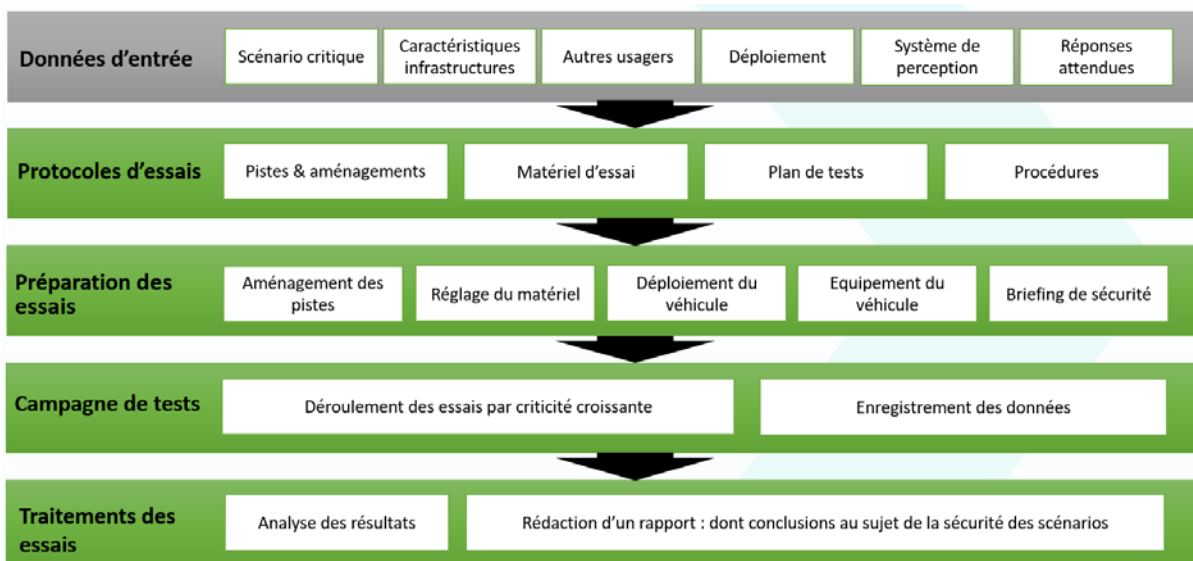 Données d'entrée
Scénario critique
Caractéristiques
infrastructures
Autres usagers
Déploiement
Système de
perception
Réponses
attendues
Protocoles d'essais
Pistes & aménagements
Matériel d'essai
Plan de tests
Procédures
Préparation des
essais
Aménagement des
pistes
Réglage du matériel
Déploiement du
véhicule
Equipement du
véhicule
Briefing de sécurité
Campagne de tests
Déroulement des essais par criticité croissante
Enregistrement des données
Traitements des
essais
Analyse des résultats
Rédaction d'un rapport : dont conclusions au sujet de la sécurité des scénarios